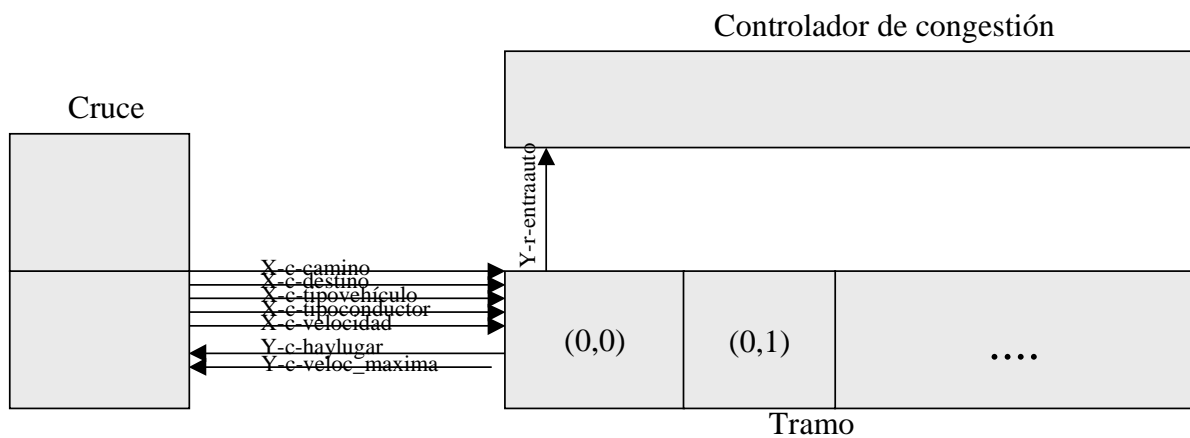 Controlador de congestión
Cruce
Y-r-entraauto
X-c-camino
X-c-destino
X-c-tipovehículo
X-c-tipoconductor
X-c-velocidad
Y-c-haylugar
Y-c-veloc_maxima
(0,0)
(0,1)
....
Tramo